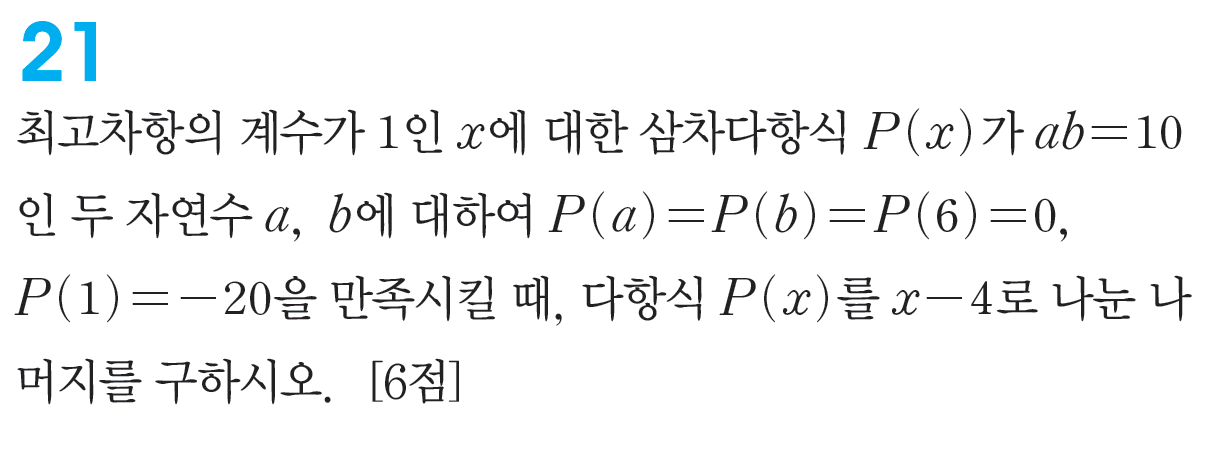 21
최고차항의 계수가 1인 x에 대한 삼차다항식 P(x)가 ab=10
인 두 자연수 a, b에 대하여 P(a)=P(b)=P(6)=0,
P(1)=-20을 만족시킬 때, 다항식 P(x)를 x-4로 나눈 나
머지를 구하시오. [6점]